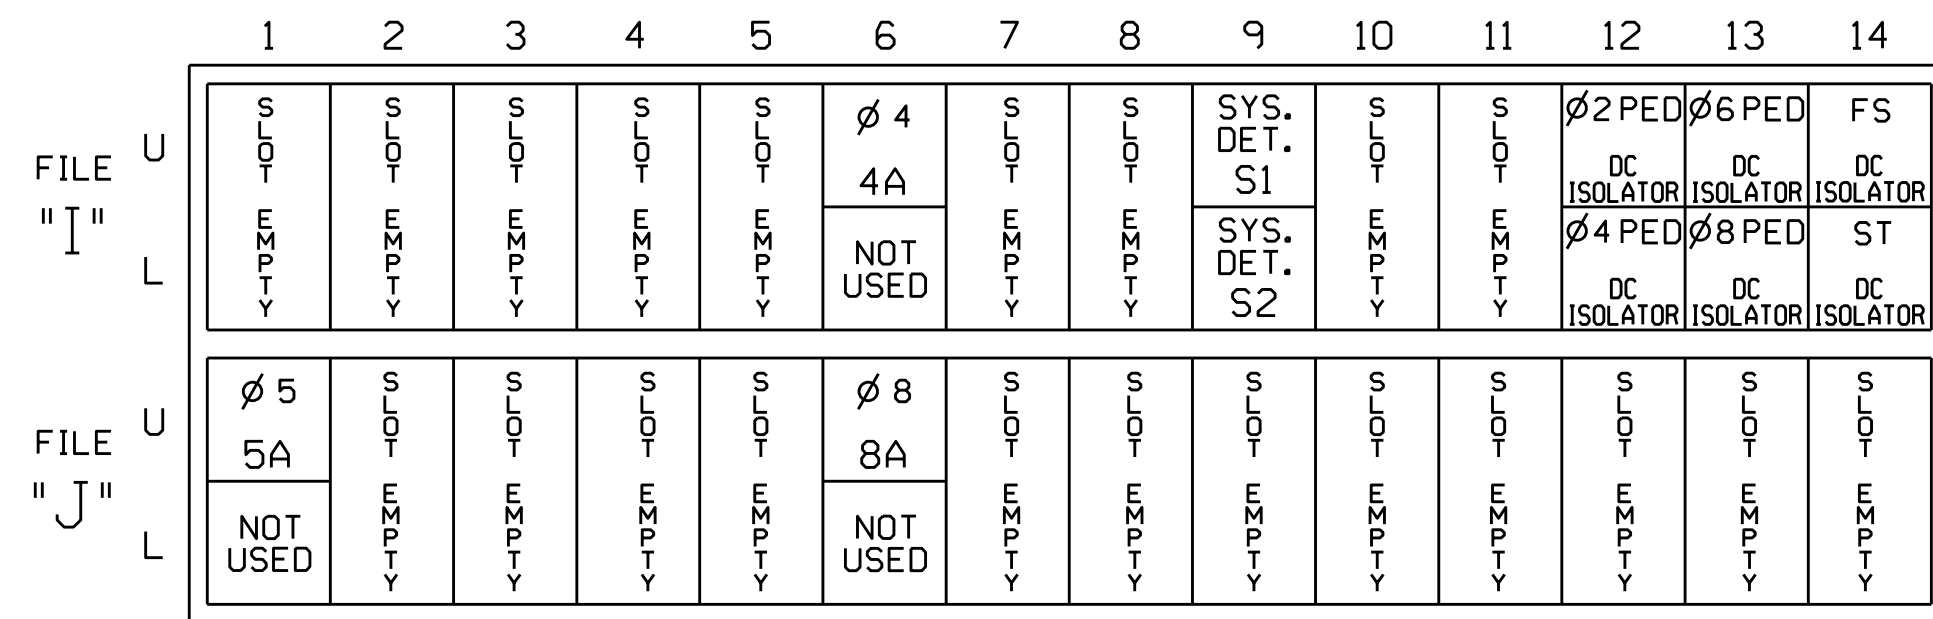 1 2 3 4 5 6 7 8 9 10 11 12 13 14
FILE "I"
U
L
SLOT EMPTY
SLOT EMPTY
SLOT EMPTY
SLOT EMPTY
SLOT EMPTY
Ø 4
4A
NOT
USED
SLOT EMPTY
SLOT EMPTY
SYS.
DET.
S1
SYS.
DET.
S2
SLOT EMPTY
SLOT EMPTY
Ø2 PED
DC
ISOLATOR
Ø4 PED
DC
ISOLATOR
Ø6 PED
DC
ISOLATOR
Ø8 PED
DC
ISOLATOR
FS
DC
ISOLATOR
ST
DC
ISOLATOR
FILE "J"
U
L
Ø 5
5A
NOT
USED
SLOT EMPTY
SLOT EMPTY
SLOT EMPTY
SLOT EMPTY
Ø 8
8A
NOT
USED
SLOT EMPTY
SLOT EMPTY
SLOT EMPTY
SLOT EMPTY
SLOT EMPTY
SLOT EMPTY
SLOT EMPTY
SLOT EMPTY